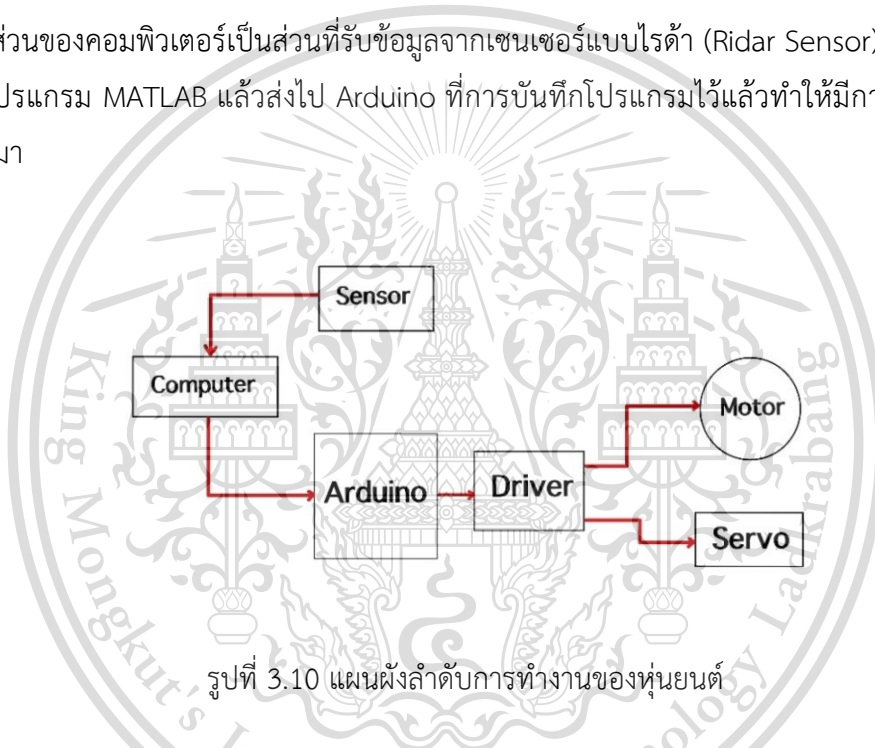 ส่วนของคอมพิวเตอร์เป็นส่วนที่รับข้อมูลจากเซนเซอร์แบบไรด้า (Ridar Sensor)
ปรแกรม MATLAB แล้วส่งไป Arduino ที่การบันทึกโปรแกรมไว้แล้วทำให้มีกา
มา
Sensor
Computer
Motor
Arduino
Driver
Servo
รูปที่ 3.10 แผนผังลำดับการทำงานของหุ่นยนต์
King Mongkut's
Ladkrabang